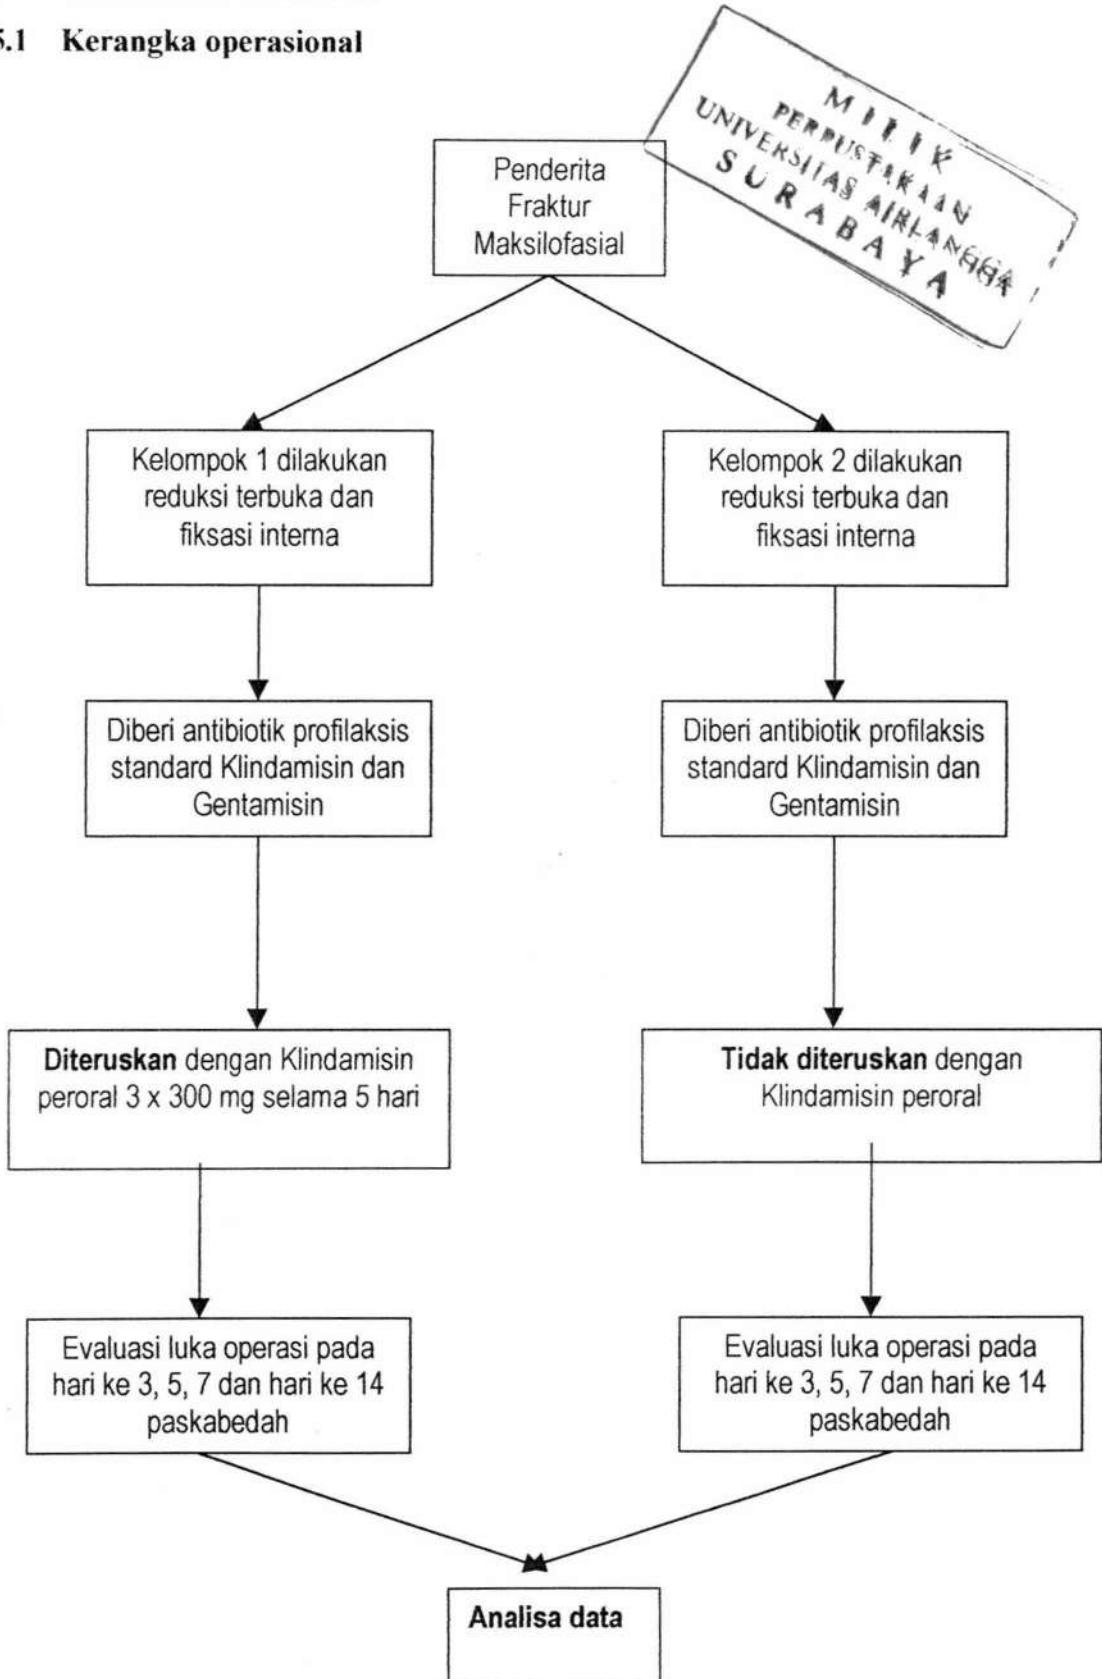 5.1 Kerangka operasional
MILIK
PERPUSTAKAAN
UNIVERSITAS AIRLANGGA
SURABAYA
Penderita
Fraktur
Maksilofasial
Kelompok 1 dilakukan
reduksi terbuka dan
fiksasi interna
Kelompok 2 dilakukan
reduksi terbuka dan
fiksasi interna
Diberi antibiotik profilaksis
standard Klindamisin dan
Gentamisin
Diberi antibiotik profilaksis
standard Klindamisin dan
Gentamisin
Diteruskan dengan Klindamisin
peroral 3 x 300 mg selama 5 hari
Tidak diteruskan dengan
Klindamisin peroral
Evaluasi luka operasi pada
hari ke 3, 5, 7 dan hari ke 14
paskabedah
Evaluasi luka operasi pada
hari ke 3, 5, 7 dan hari ke 14
paskabedah
Analisa data